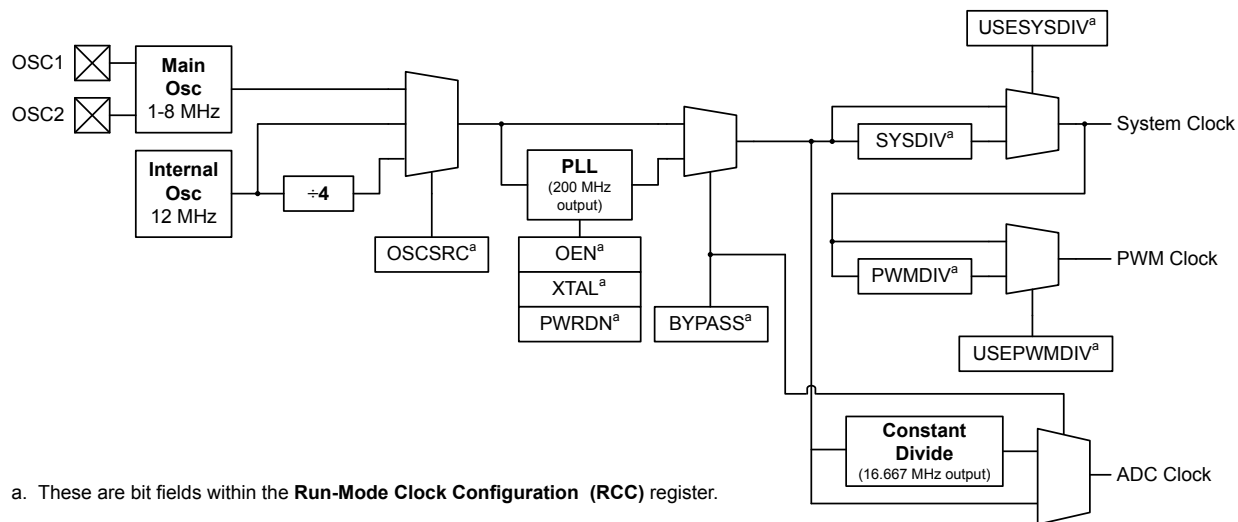 USESYSDIVᵃ
OSC1
OSC2
Main
Osc
1-8 MHz
Internal
Osc
12 MHz
÷4
OSCSRCᵃ
PLL
(200 MHz
output)
OENᵃ
XTALᵃ
PWRDNᵃ
BYPASSᵃ
SYSDIVᵃ
System Clock
PWMDIVᵃ
PWM Clock
USEPWMDIVᵃ
Constant
Divide
(16.667 MHz output)
ADC Clock
a. These are bit fields within the Run-Mode Clock Configuration (RCC) register.